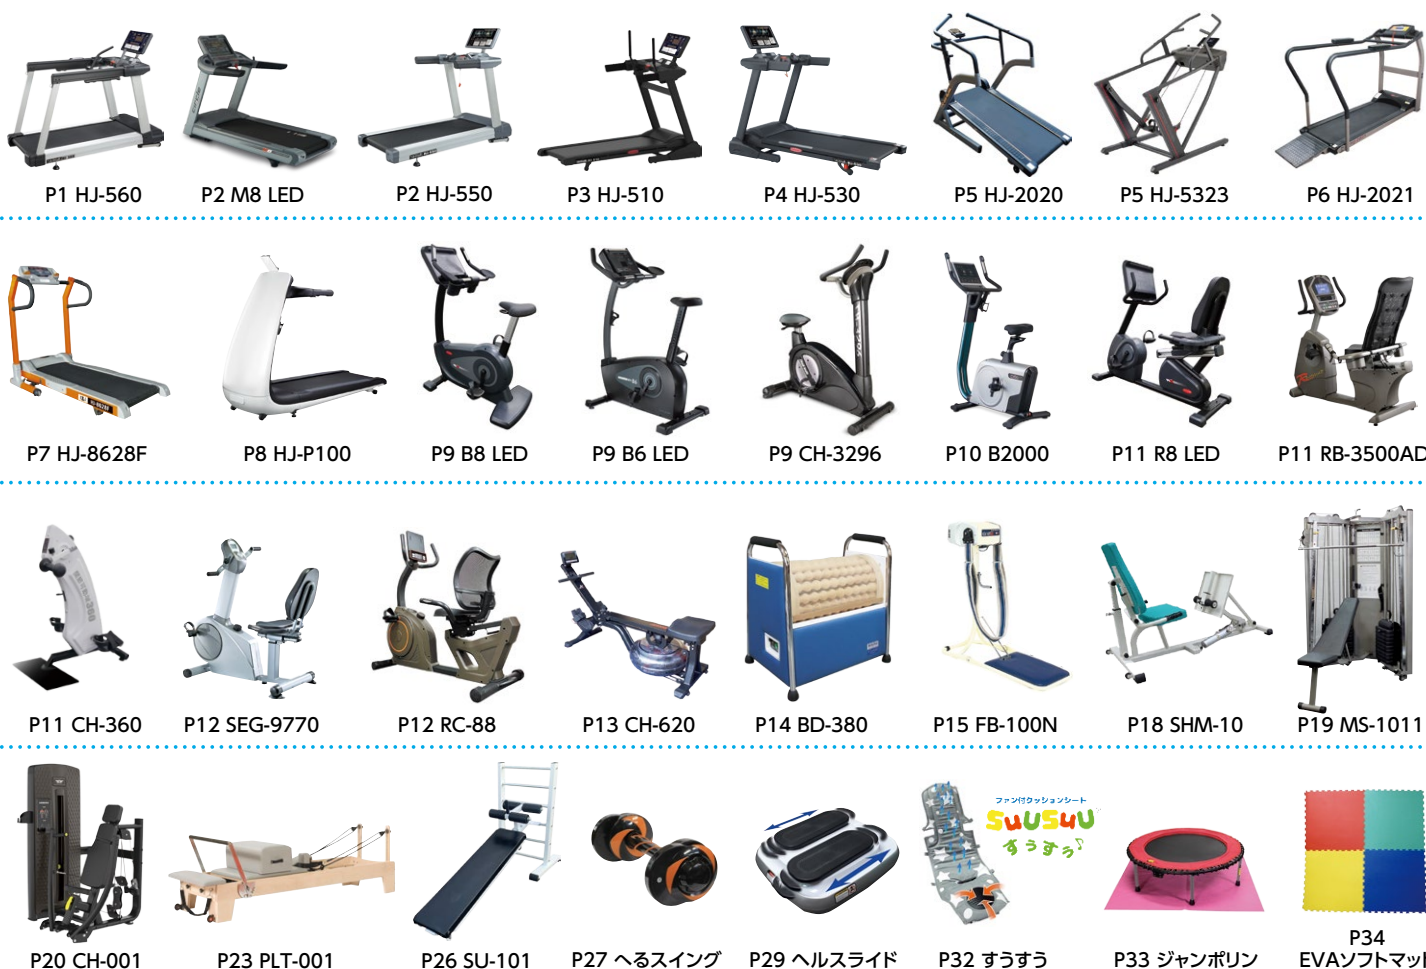 P1 HJ-560
P2 M8 LED
P2 HJ-550
P3 HJ-510
P4 HJ-530
P5 HJ-2020
P5 HJ-5323
P6 HJ-2021
P7 HJ-8628F
P8 HJ-P100
P9 B8 LED
P9 B6 LED
P9 CH-3296
P10 B2000
P11 R8 LED
P11 RB-3500AD
P11 CH-360
P12 SEG-9770
P12 RC-88
P13 CH-620
P14 BD-380
P15 FB-100N
P18 SHM-10
P19 MS-1011
ファン付クッションシート
SuUSuU
すぅすぅ♪
P20 CH-001
P23 PLT-001
P26 SU-101
P27 へるスイング
P29 ヘルスライド
P32 すうすう
P33 ジャンポリン
P34
EVAソフトマッ